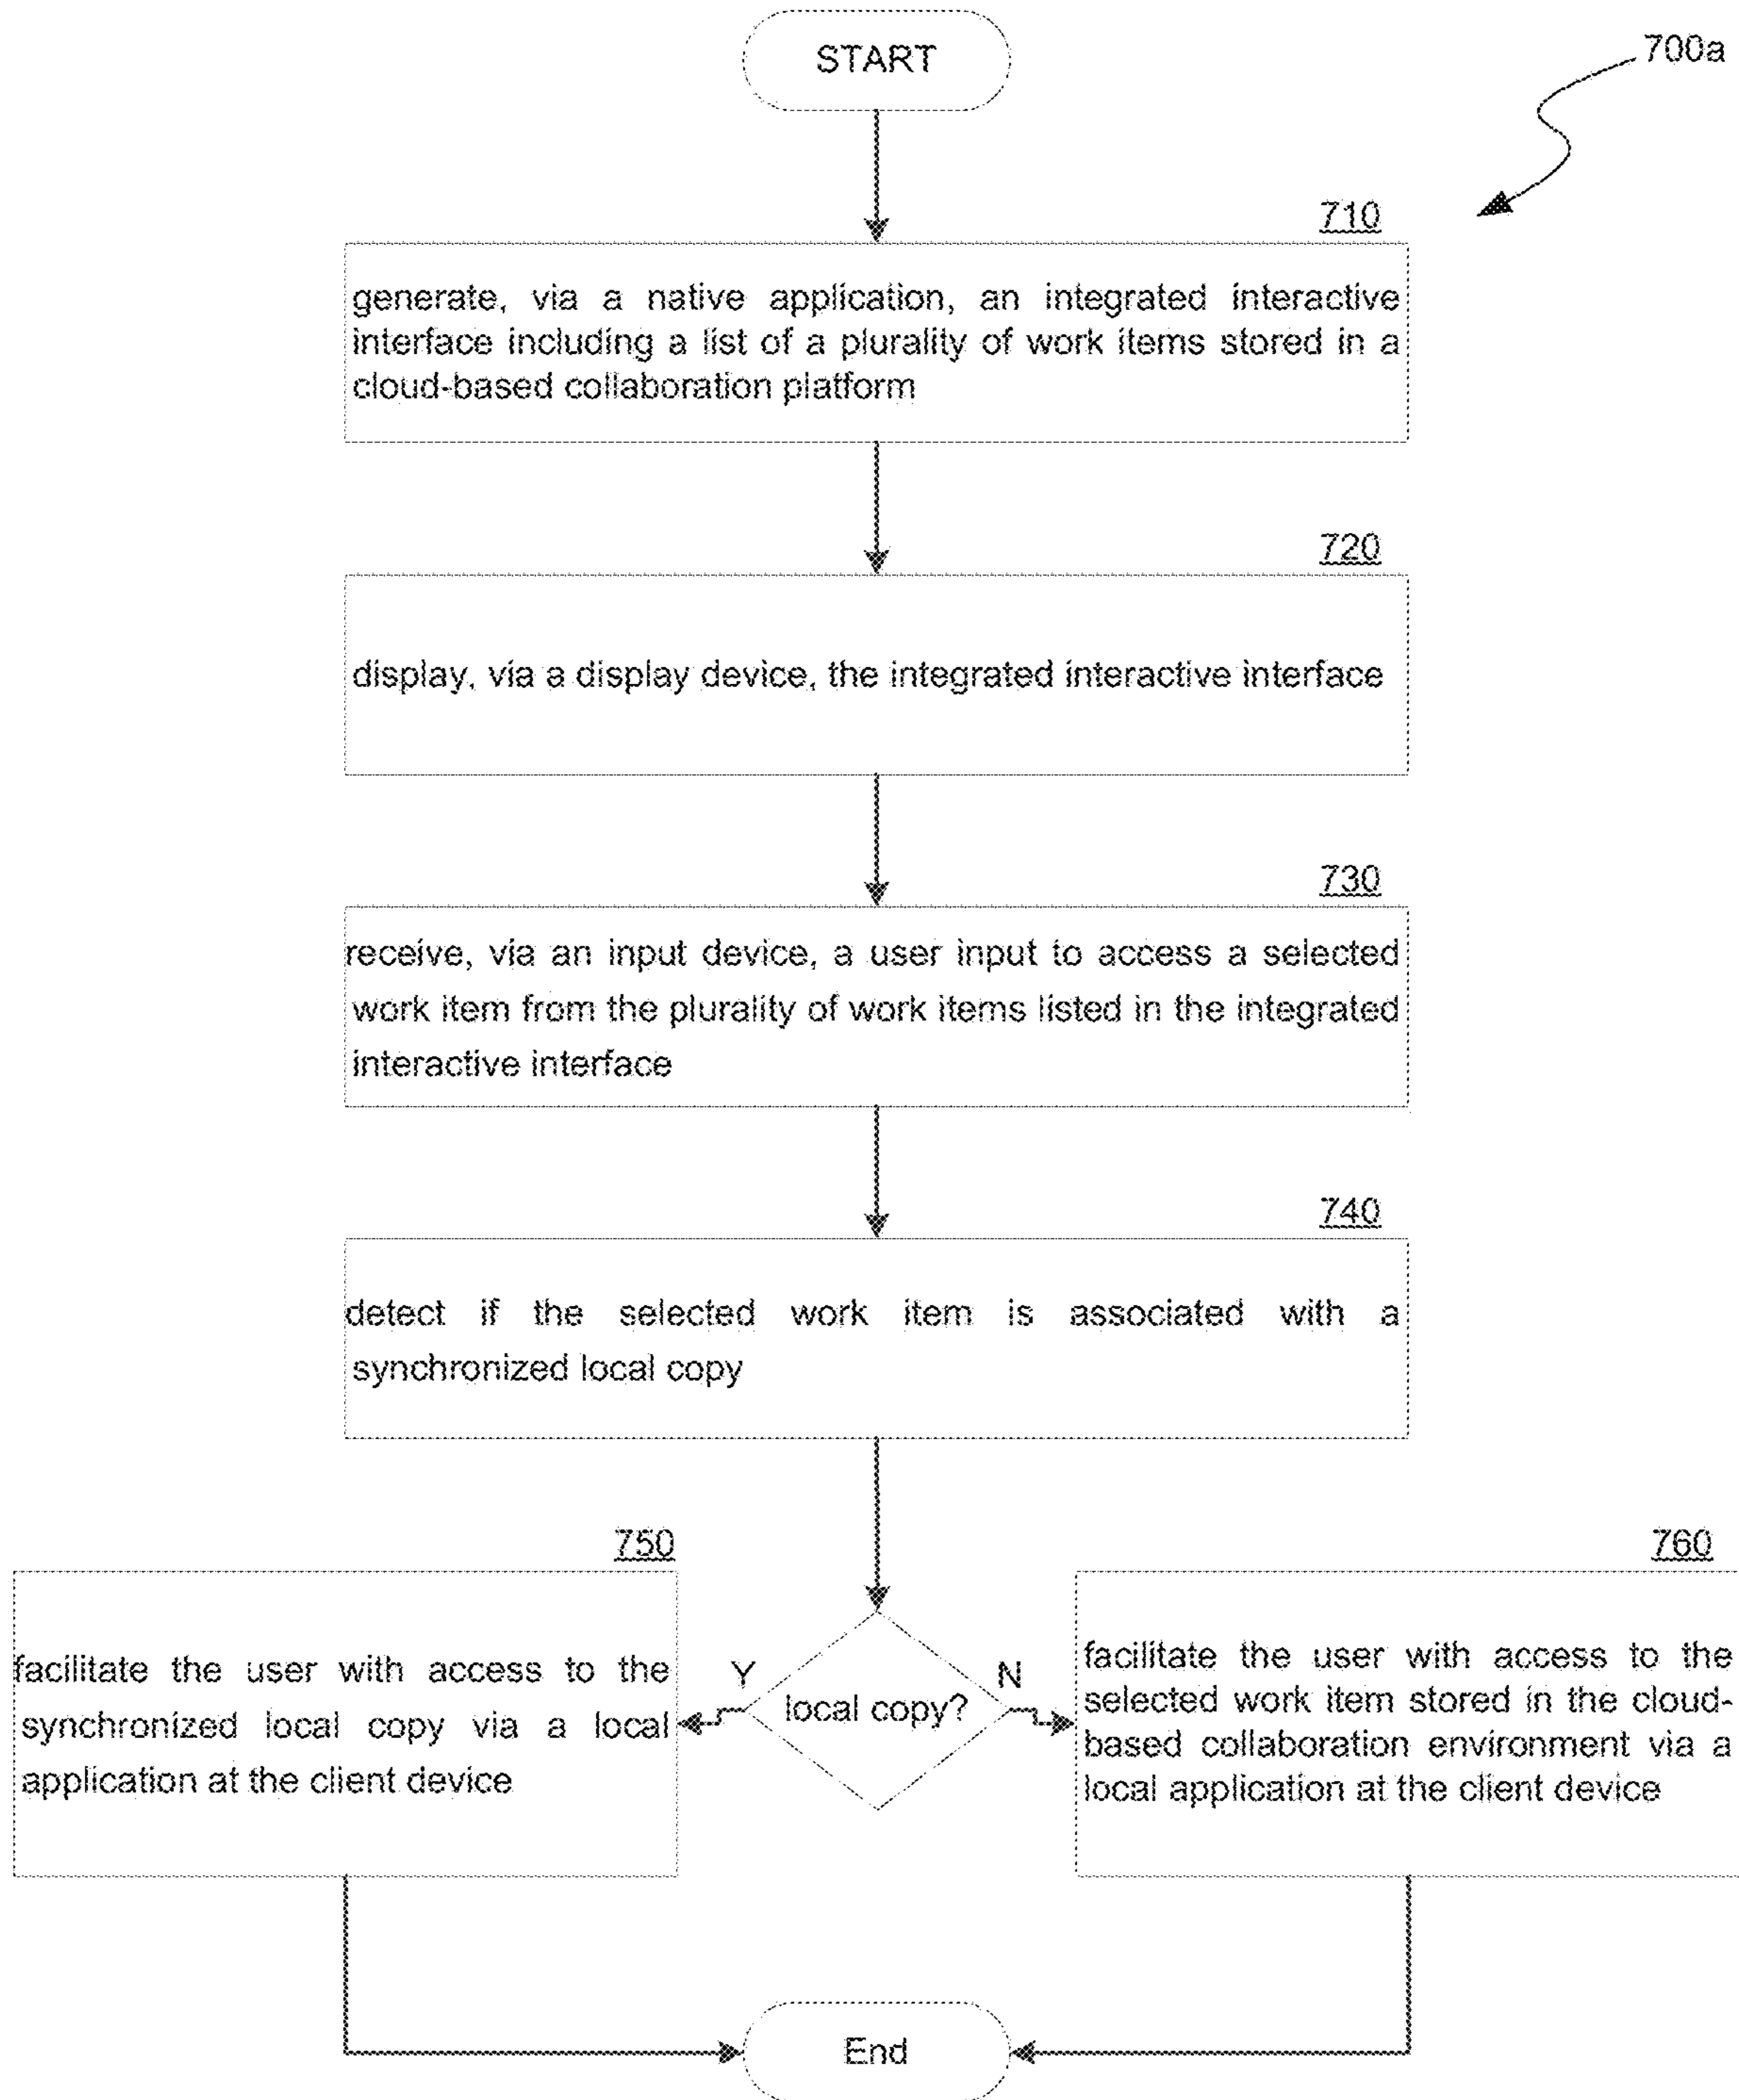 START
700a
710
generate, via a native application, an integrated interactive
interface including a list of a plurality of work items stored in a
cloud-based collaboration platform
720
display, via a display device, the integrated interactive interface
730
receive, via an input device, a user input to access a selected
work item from the plurality of work items listed in the integrated
interactive interface
740
detect if the selected work item is associated with a
synchronized local copy
750
facilitate the user with access to the
synchronized local copy via a local
application at the client device
Y
local copy?
N
760
facilitate the user with access to the
selected work item stored in the cloud-
based collaboration environment via a
local application at the client device
End